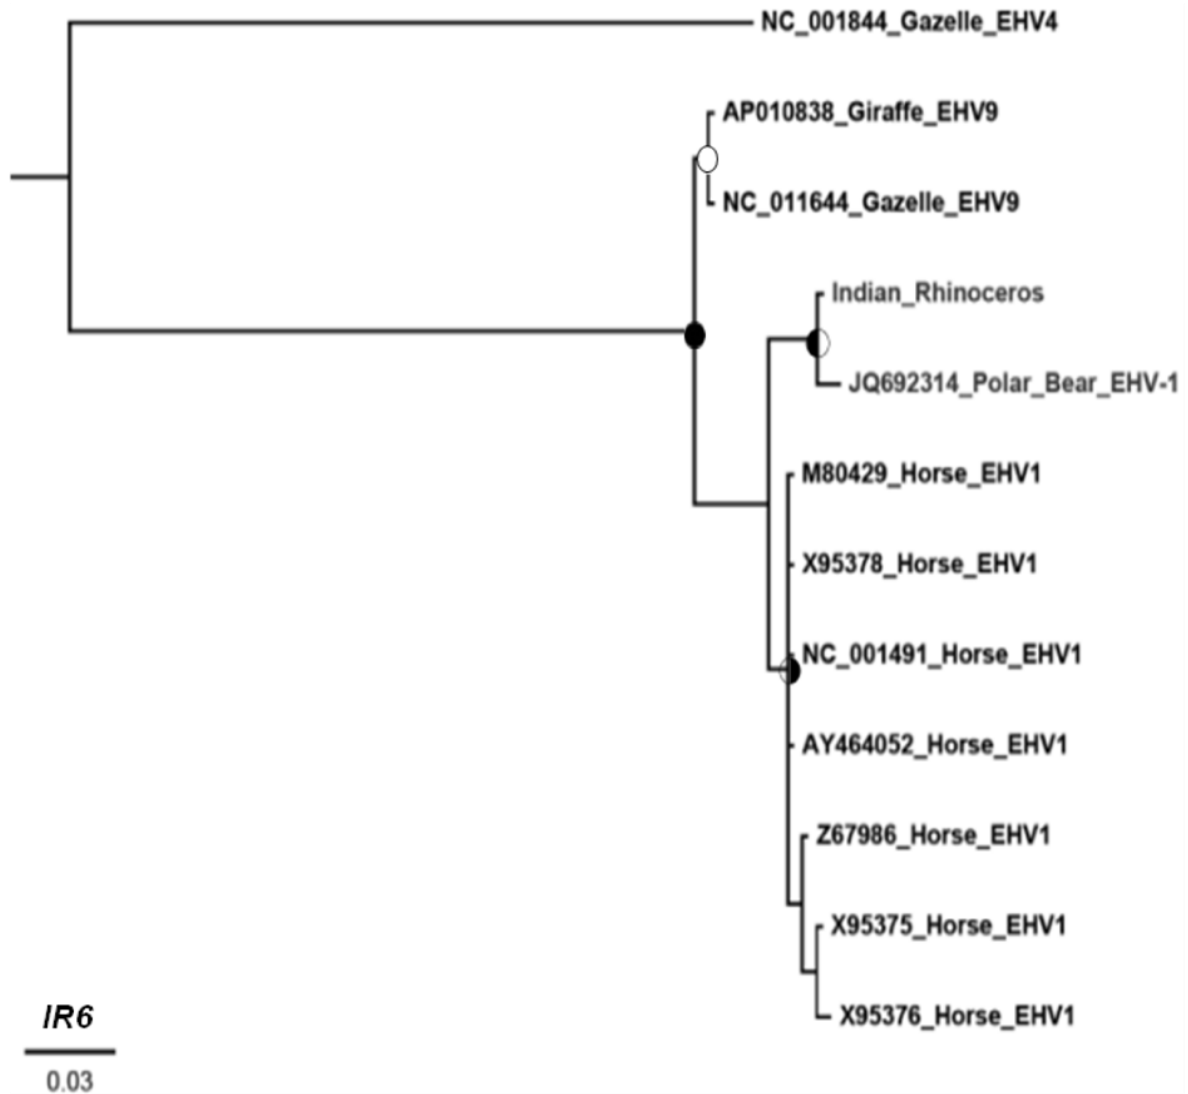 NC_001844_Gazelle_EHV4
AP010838_Giraffe_EHV9
NC_011644_Gazelle_EHV9
Indian_Rhinoceros
JQ692314_Polar_Bear_EHV-1
M80429_Horse_EHV1
X95378_Horse_EHV1
NC_001491_Horse_EHV1
AY464052_Horse_EHV1
Z67986_Horse_EHV1
X95375_Horse_EHV1
X95376_Horse_EHV1
IR6
0.03